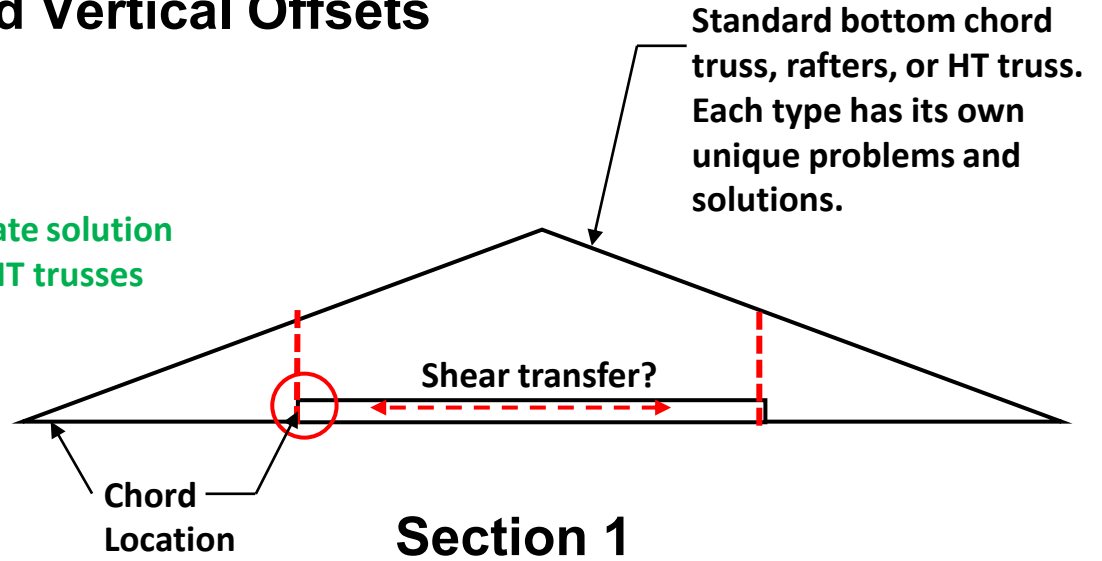 d Vertical Offsets
Standard bottom chord
truss, rafters, or HT truss.
Each type has its own
unique problems and
solutions.
ate solution
HT trusses
Shear transfer?
Chord
Location
Section 1